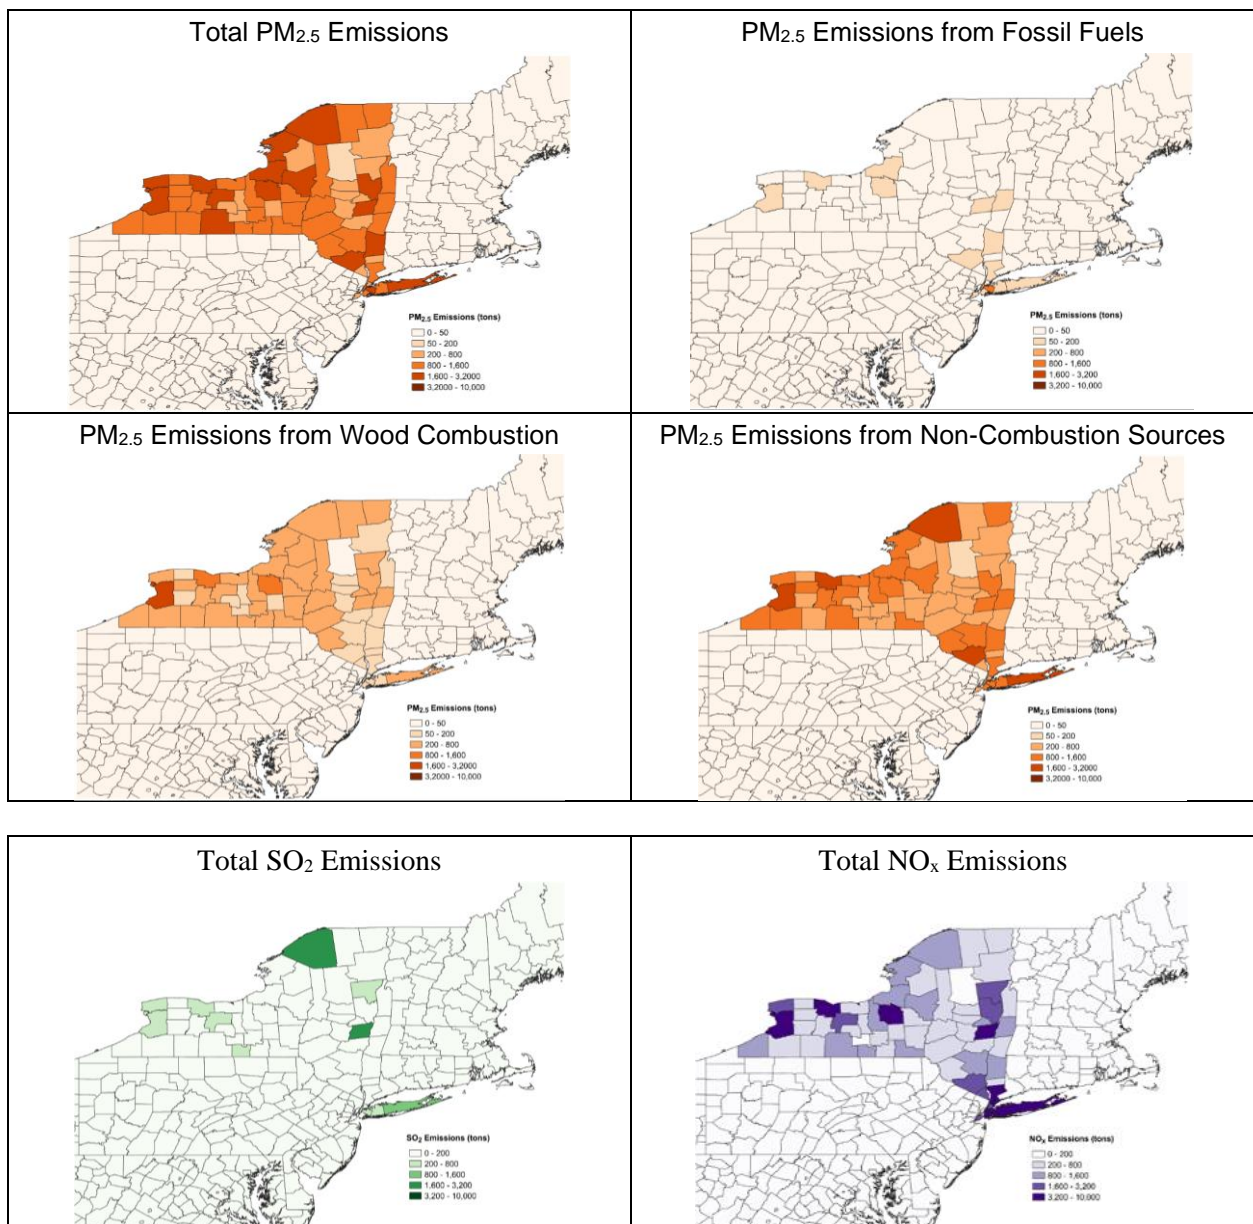 Total PM2.5 Emissions
PM2.5 Emissions from Fossil Fuels
PM2.5 Emissions (tons)
0 - 50
50 - 200
200 - 800
800 - 1,600
1,600 - 3,2000
3,2000 - 10,000
PM2.5 Emissions (tons)
0 - 50
50 - 200
200 - 800
800 - 1,600
1,600 - 3,200
3,200 - 10,000
PM2.5 Emissions from Wood Combustion
PM2.5 Emissions from Non-Combustion Sources
PM2.5 Emissions (tons)
0 - 50
50 - 200
200 - 800
800 - 1,600
1,600 - 3,2000
3,2000 - 10,000
PM2.5 Emissions (tons)
0 - 50
50 - 200
200 - 800
800 - 1,600
1,600 - 3,2000
3,2000 - 10,000
Total SO2 Emissions
Total NOx Emissions
SO2 Emissions (tons)
0 - 200
200 - 800
800 - 1,600
1,600 - 3,200
3,200 - 10,000
NOx Emissions (tons)
0 - 200
200 - 800
800 - 1,600
1,600 - 3,200
3,200 - 10,000